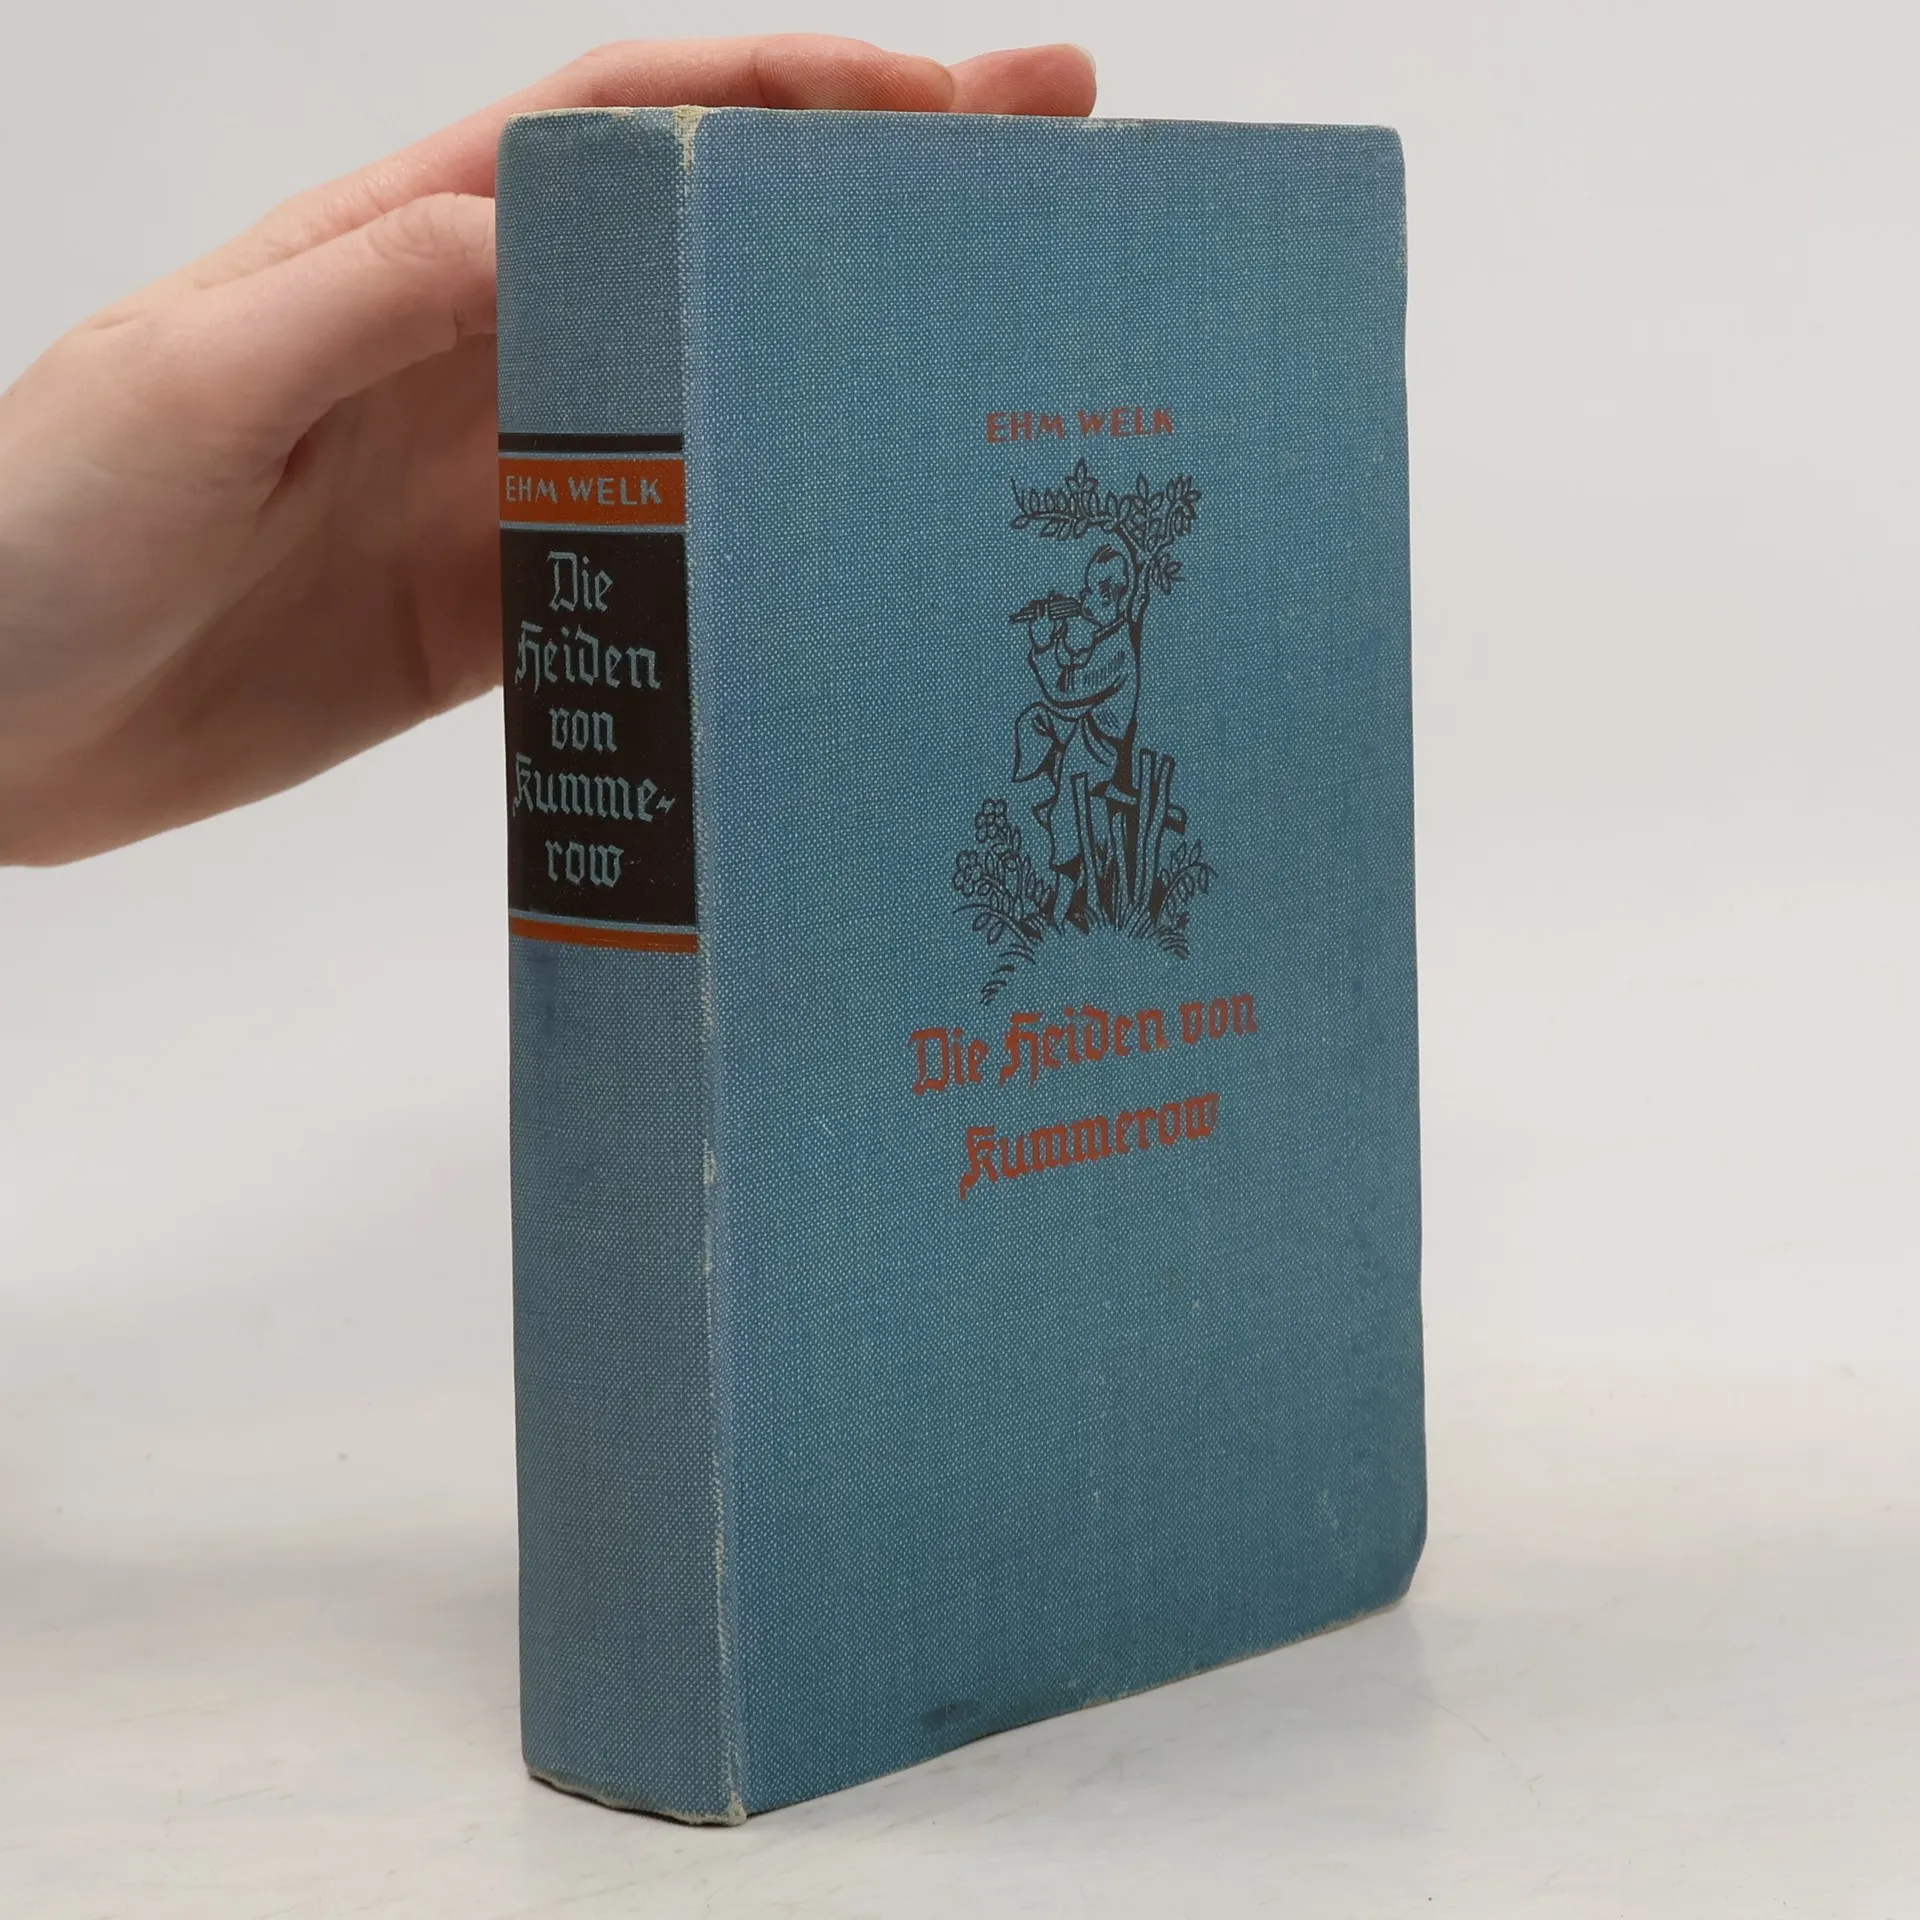 EHM WELK
Die
Heiden
von
Kumme-
row
EHM WELK
Die Heiden von
Kummerow